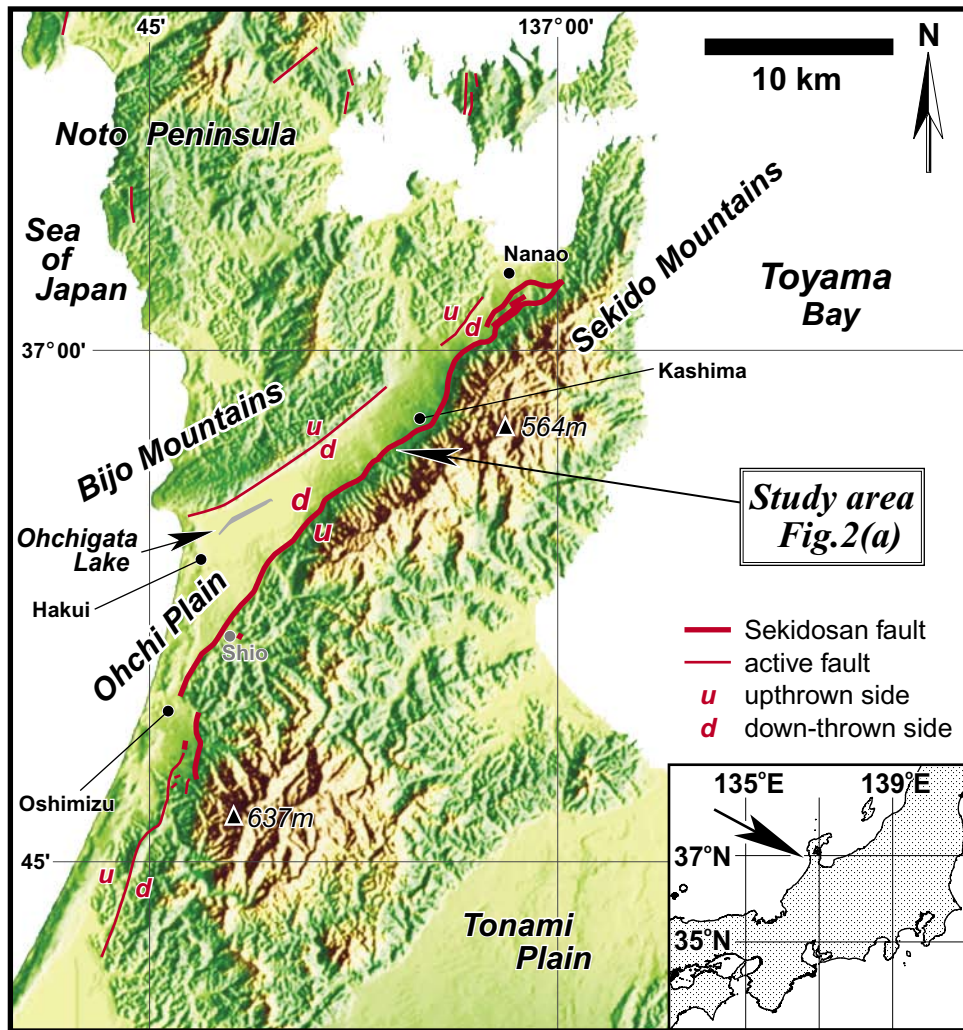 45'
137° 00'
10 km
N
Noto Peninsula
Sea
of
Japan
Nanao
Sekido Mountains
Toyama
Bay
u
d
37° 00'
Kashima
564m
Bijo Mountains
u
d
d
u
Study area
Fig.2(a)
Ohchigata
Lake
Hakui
Ohchi Plain
Shio
Sekidosan fault
active fault
u upthrown side
d down-thrown side
Oshimizu
637m
45'
u
d
Tonami
Plain
135°E
139°E
37°N
35°N